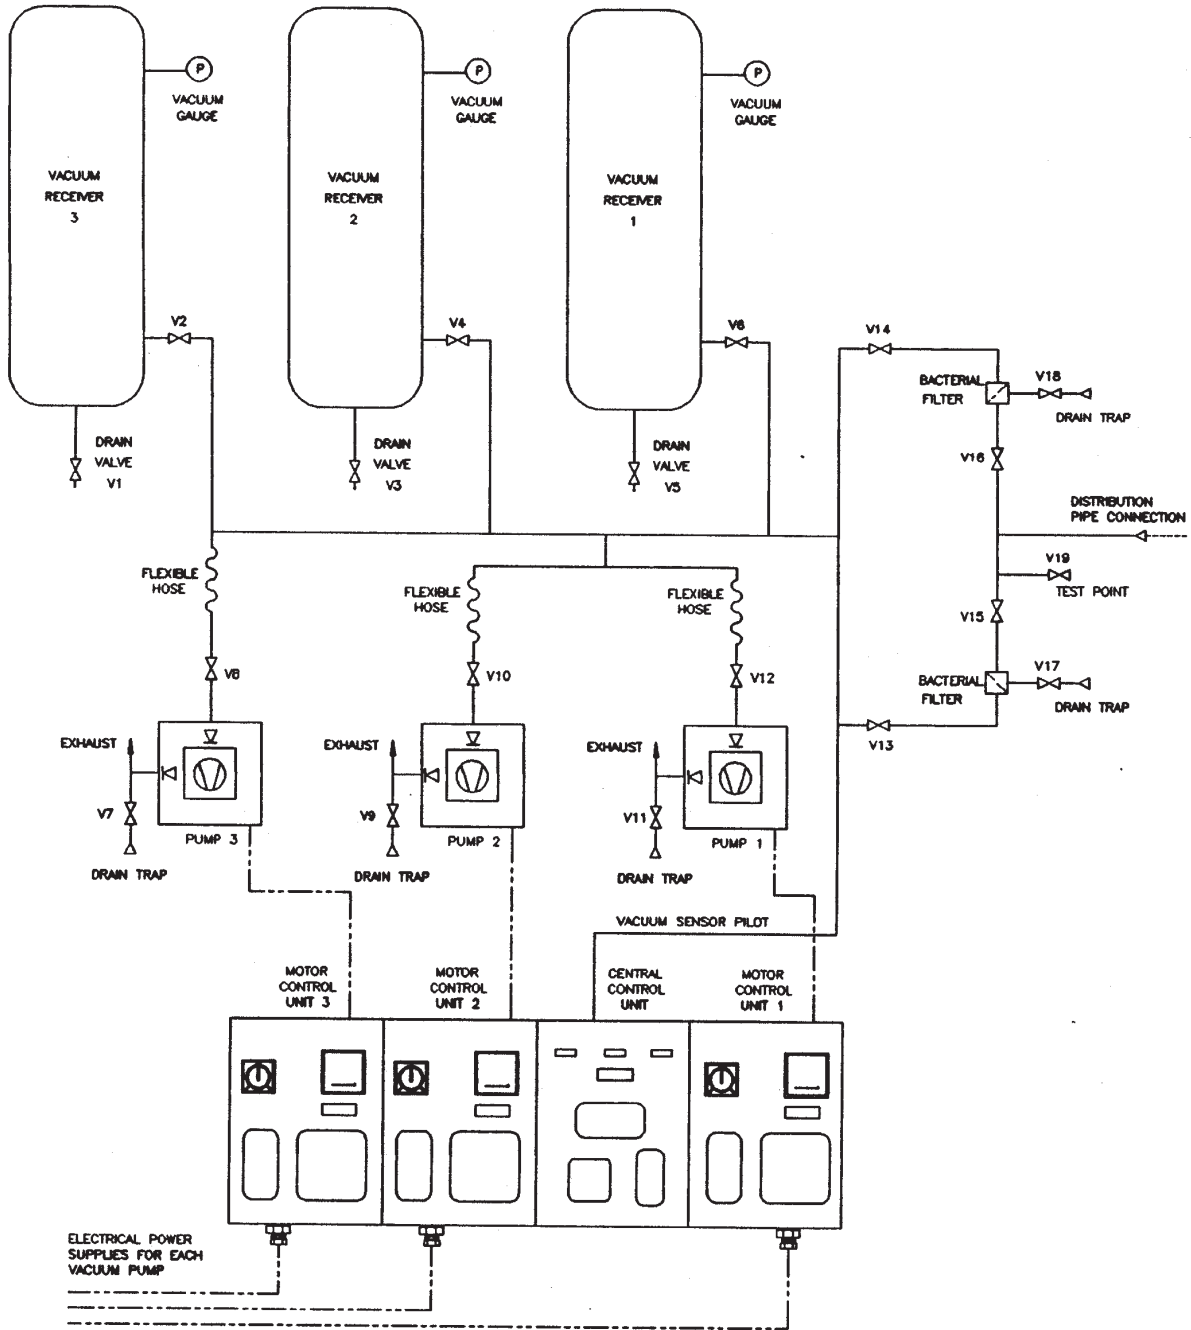 P
VACUUM
GAUGE
P
VACUUM
GAUGE
P
VACUUM
GAUGE
VACUUM
RECEIVER
3
VACUUM
RECEIVER
2
VACUUM
RECEIVER
1
V2
V4
V6
V14
BACTERIAL
FILTER
V18
DRAIN TRAP
DRAIN
VALVE
V1
DRAIN
VALVE
V3
DRAIN
VALVE
V5
V16
DISTRIBUTION
PIPE CONNECTION
V19
TEST POINT
FLEXIBLE
HOSE
FLEXIBLE
HOSE
FLEXIBLE
HOSE
V15
V8
V10
V12
BACTERIAL
FILTER
V17
DRAIN TRAP
V13
EXHAUST
EXHAUST
EXHAUST
V7
V9
V11
PUMP 3
PUMP 2
PUMP 1
DRAIN TRAP
DRAIN TRAP
DRAIN TRAP
VACUUM SENSOR PILOT
MOTOR
CONTROL
UNIT 3
MOTOR
CONTROL
UNIT 2
CENTRAL
CONTROL
UNIT
MOTOR
CONTROL
UNIT 1
ELECTRICAL POWER
SUPPLIES FOR EACH
VACUUM PUMP